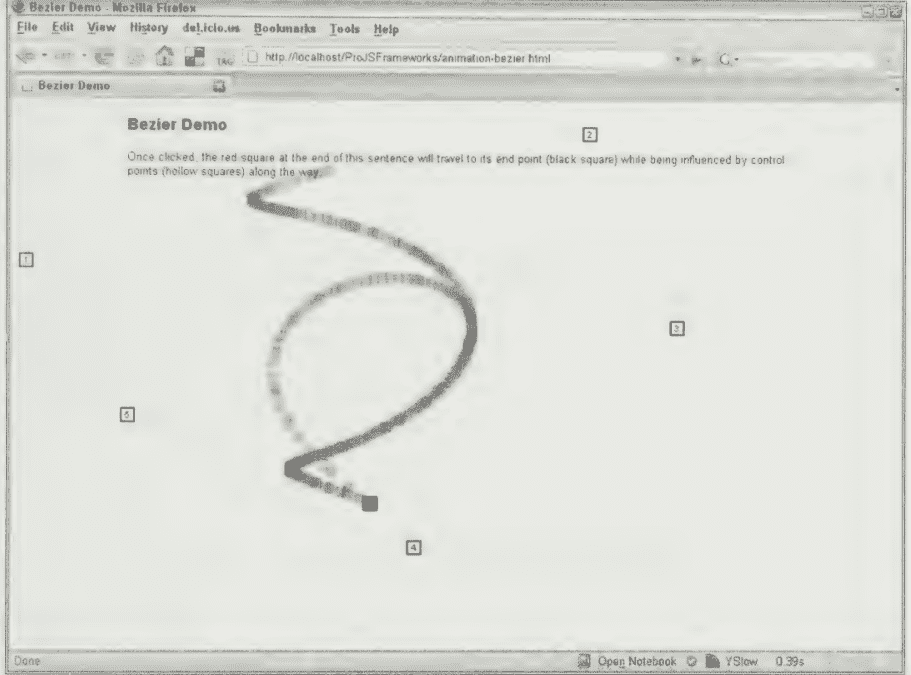 Bezier Demo - Mozilla Firefox
File Edit View History del.icio.us Bookmarks Tools Help
TAG http://localhost/ProJSFrameworks/animation-bezier.html G
Bezier Demo
Bezier Demo
2
Once clicked, the red square at the end of this sentence will travel to its end point (black square) while being influenced by control
points (hollow squares) along the way.
1
3
5
4
Done Open Notebook YSlow 0.39s